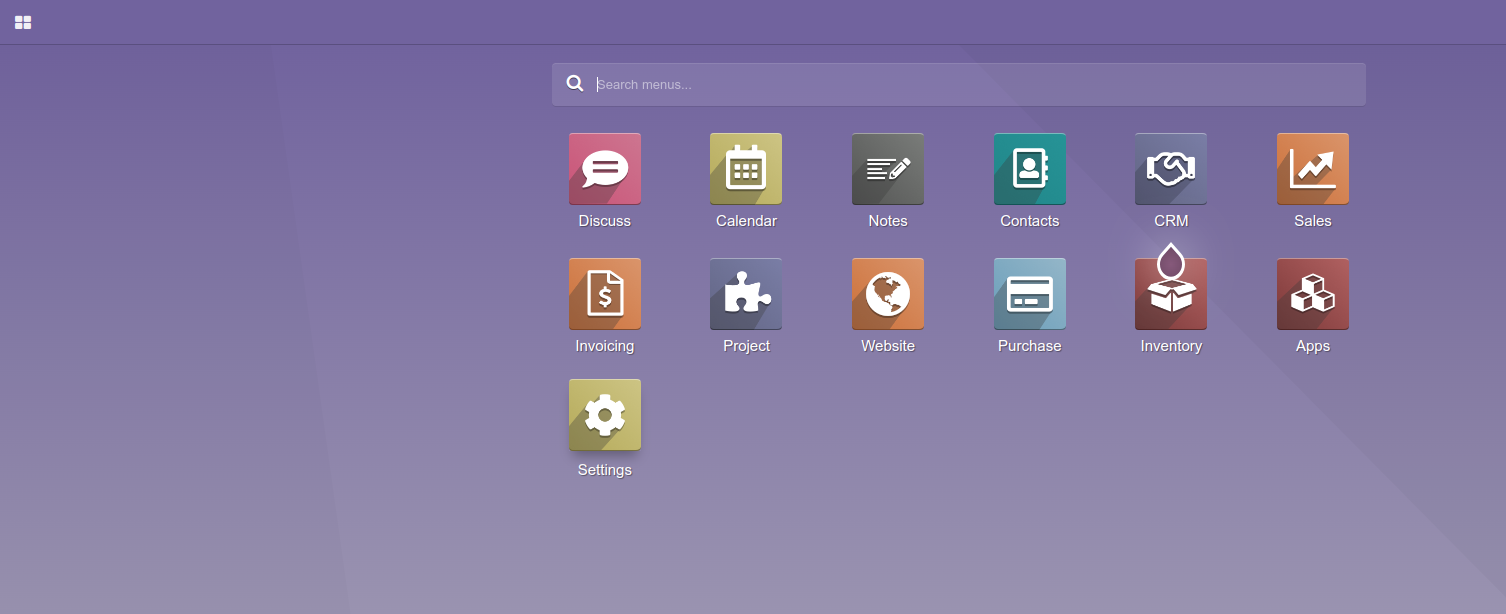 Search menus...
Discuss
Calendar
Notes
Contacts
CRM
Sales
Invoicing
Project
Website
Purchase
Inventory
Apps
Settings